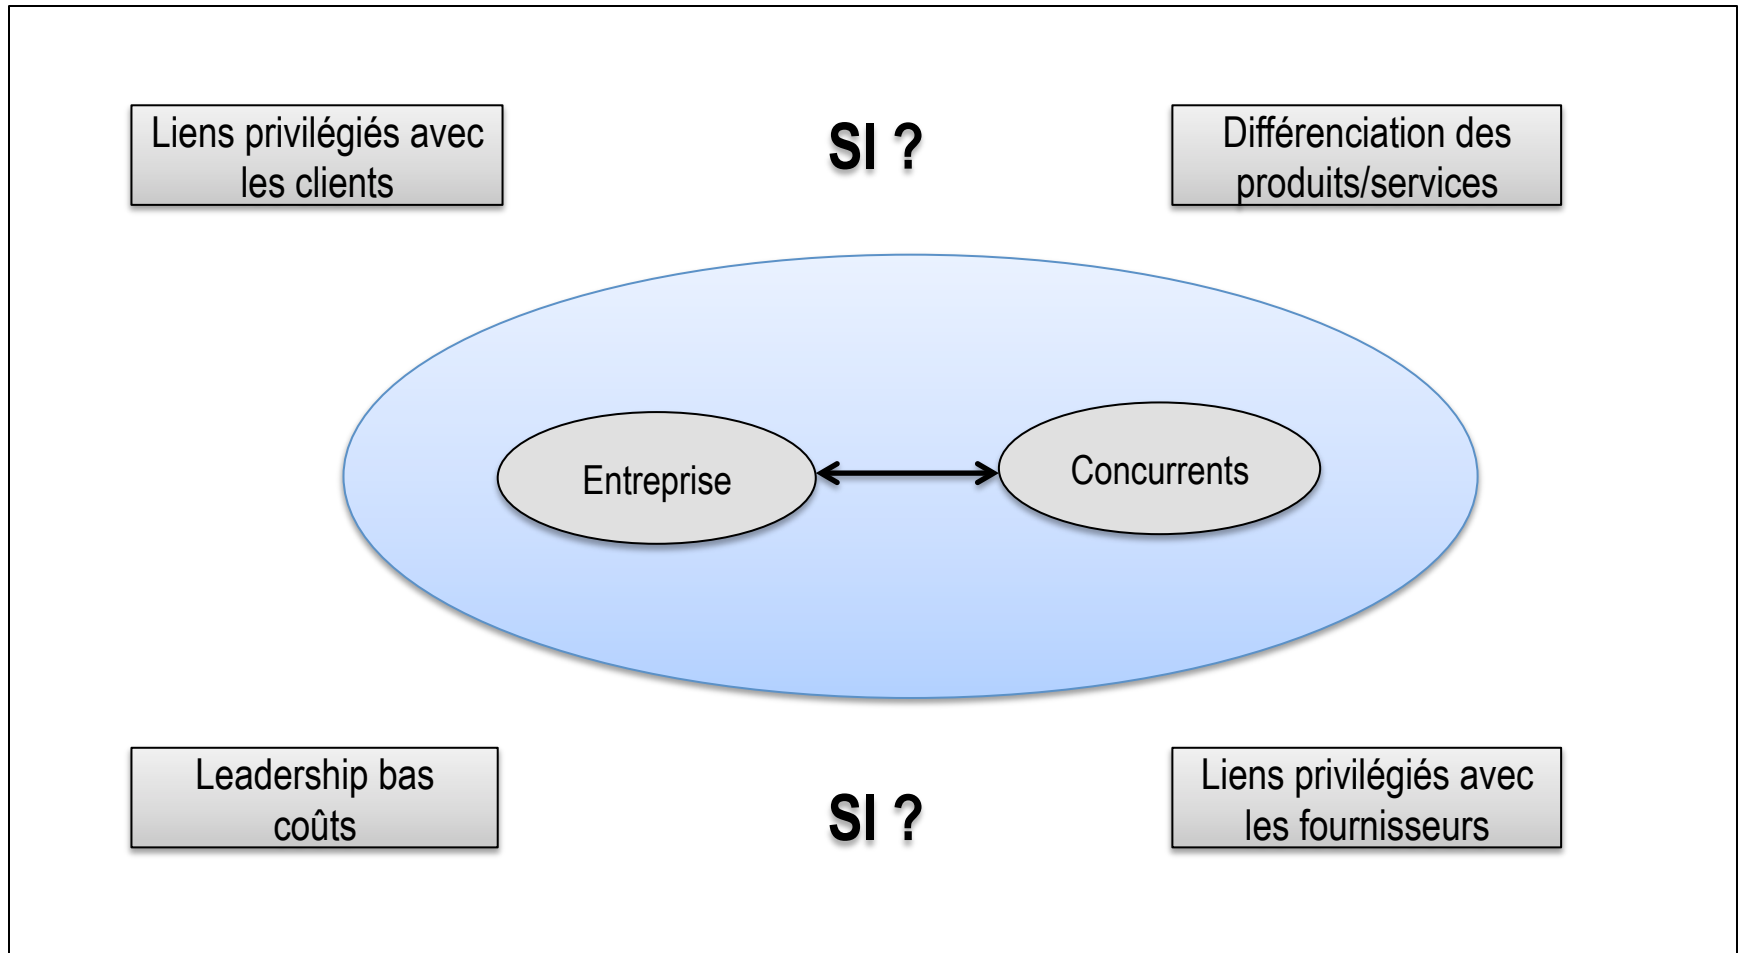 Liens privilégiés avec
les clients
SI ?
Différenciation des
produits/services
Entreprise
Concurrents
Leadership bas
coûts
SI ?
Liens privilégiés avec
les fournisseurs